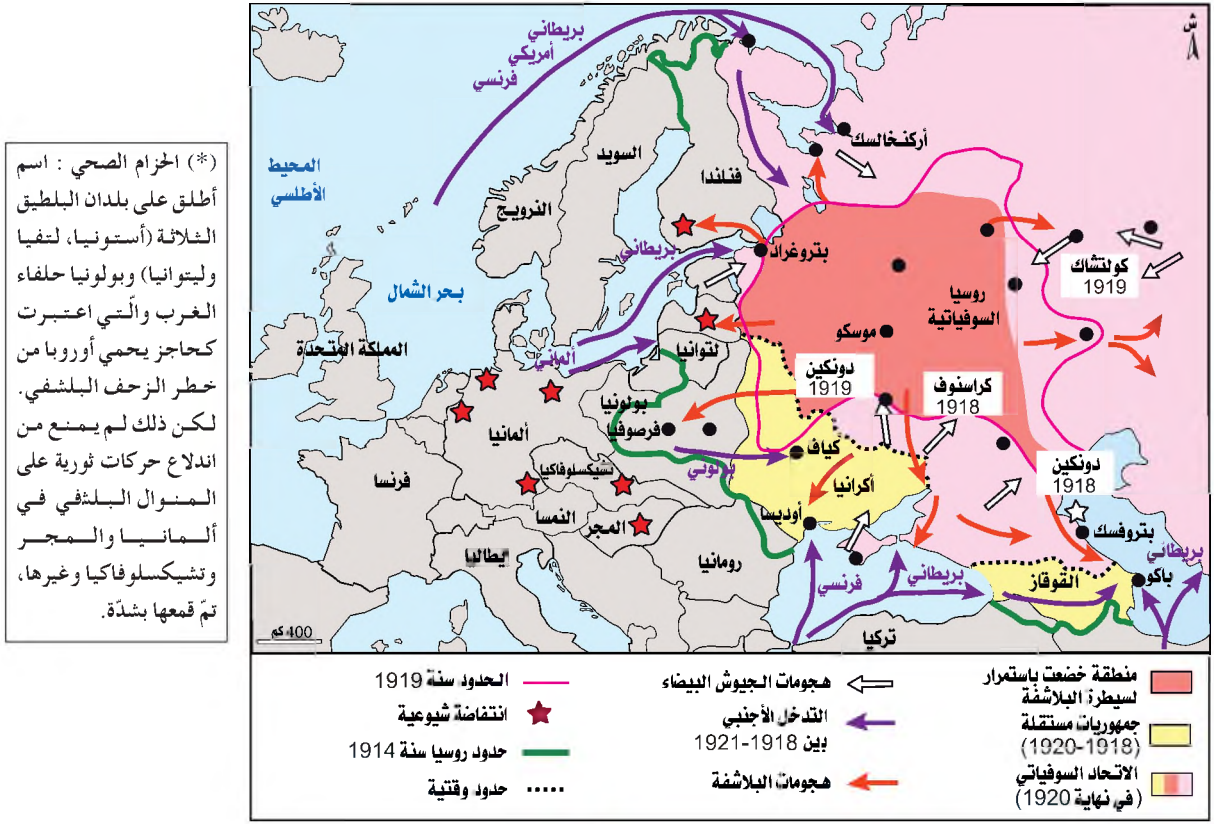 (*) الحزام الصحي : اسم
أطلق على بلدان البلطيق
الثلاثة (أستونيا، لتفيا
وليتوانيا) وبولونيا حلفاء
الغرب والّتي اعتبرت
كحاجز يحمي أوروبا من
خطر الزحف البلشفي.
لكن ذلك لم يمنع من
اندلاع حركات ثورية على
المنوال البلشفي في
ألمانيا والمجر
وتشيكسلوفاكيا وغيرها،
تمّ قمعها بشدّة.
ش
بريطاني
أمريكي
فرنسي
أركنخالسك
المحيط
الأطلسي
السويد
فنلندا
النرويج
بتروغراد
بريطاني
كولتشاك
1919
روسيا
السوفياتية
بحر الشمال
موسكو
المملكة المتحدة
ألماني
لتوانيا
دونكين
1919
كراسنوف
1918
بولونيا
فرصوفيا
ألمانيا
كياف
بولوني
دونكين
1918
تشيكسلوفاكيا
أكرانيا
فرنسا
النمسا
المجر
أوديسا
بتروفسك
إيطاليا
رومانيا
فرنسي
بريطاني
القوقاز
باكو
بريطاني
تركيا
400 كم
منطقة خضعت باستمرار
لسيطرة البلاشفة
جمهوريات مستقلة
(1918-1920)
الاتحاد السوفياتي
(في نهاية 1920)
هجومات الجيوش البيضاء
التدخل الأجنبي
بين 1918-1921
هجومات البلاشفة
الحدود سنة 1919
انتفاضة شيوعية
حدود روسيا سنة 1914
حدود وقتية